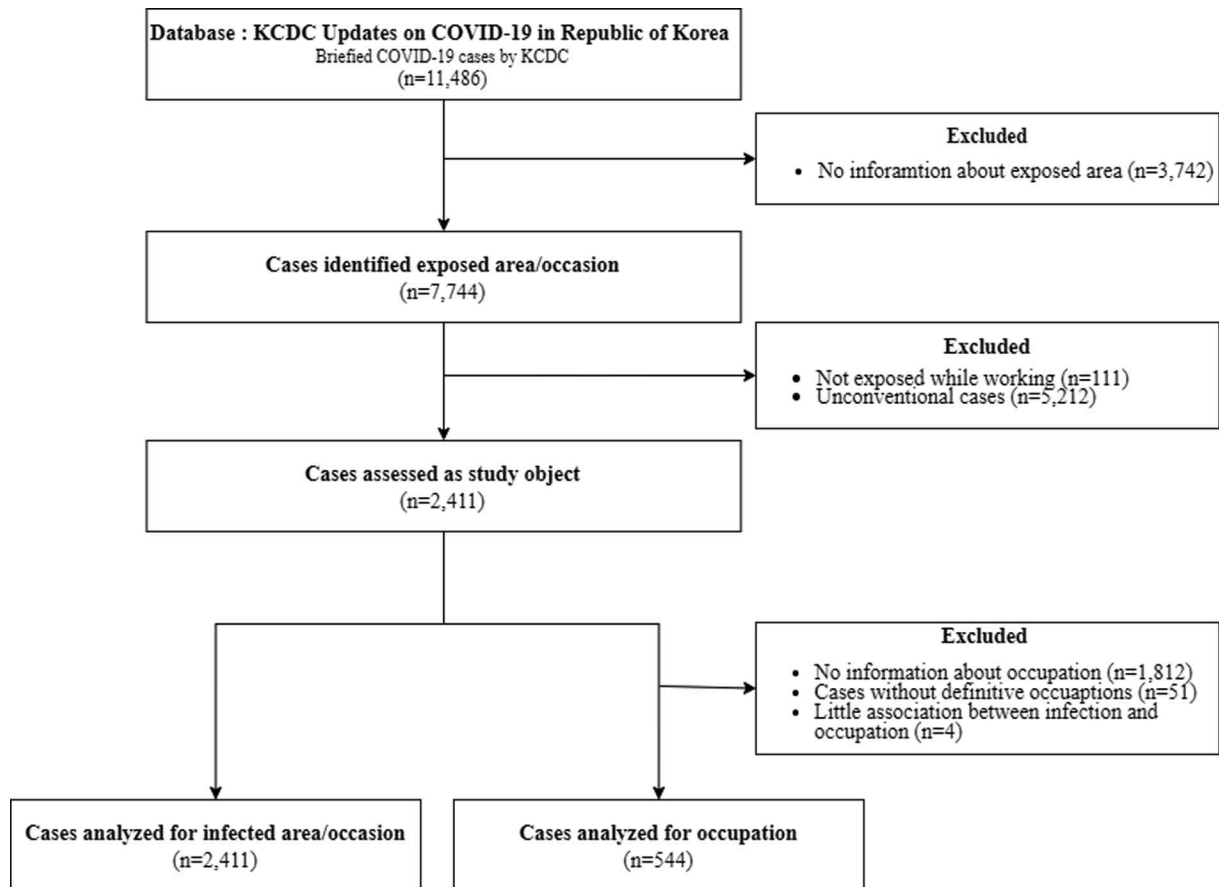 Database : KCDC Updates on COVID-19 in Republic of Korea
Briefied COVID-19 cases by KCDC
(n=11,486)
Excluded
• No inforamtion about exposed area (n=3,742)
Cases identified exposed area/occasion
(n=7,744)
Excluded
• Not exposed while working (n=111)
• Unconventional cases (n=5,212)
Cases assessed as study object
(n=2,411)
Excluded
• No information about occupation (n=1,812)
• Cases without definitive occuaptions (n=51)
• Little association between infection and
occupation (n=4)
Cases analyzed for infected area/occasion
(n=2,411)
Cases analyzed for occupation
(n=544)